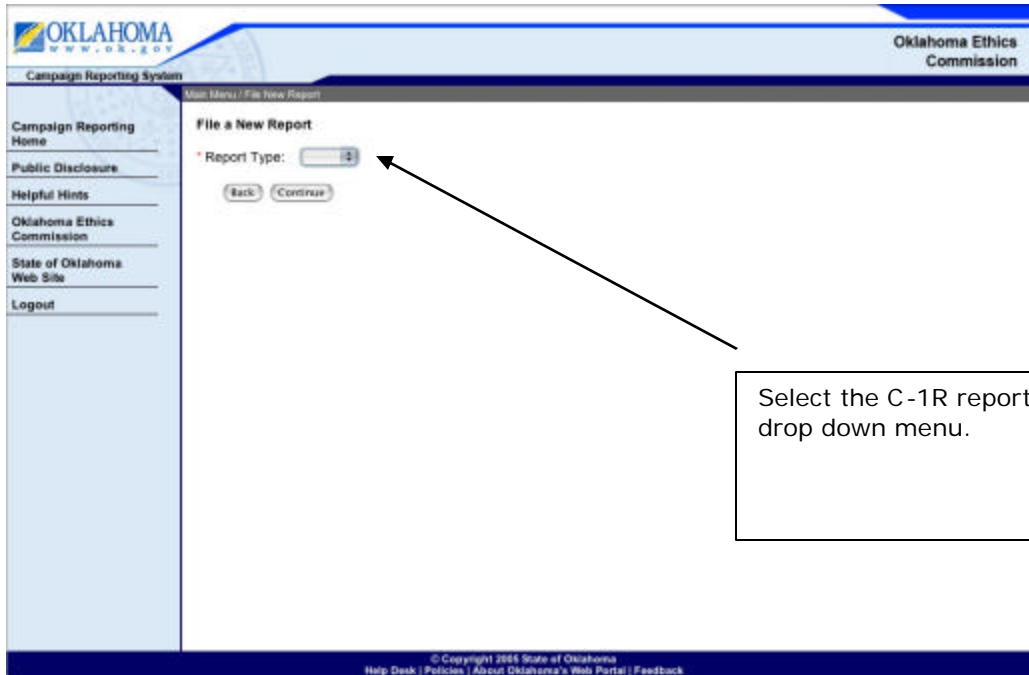 OKLAHOMA
www.ok.gov
Campaign Reporting System
Oklahoma Ethics
Commission
Main Menu / File New Report
Campaign Reporting
Home
Public Disclosure
Helpful Hints
Oklahoma Ethics
Commission
State of Oklahoma
Web Site
Logout
File a New Report
* Report Type:
Back Continue
Select the C-1R report
drop down menu.
© Copyright 2005 State of Oklahoma
Help Desk | Policies | About Oklahoma's Web Portal | Feedback